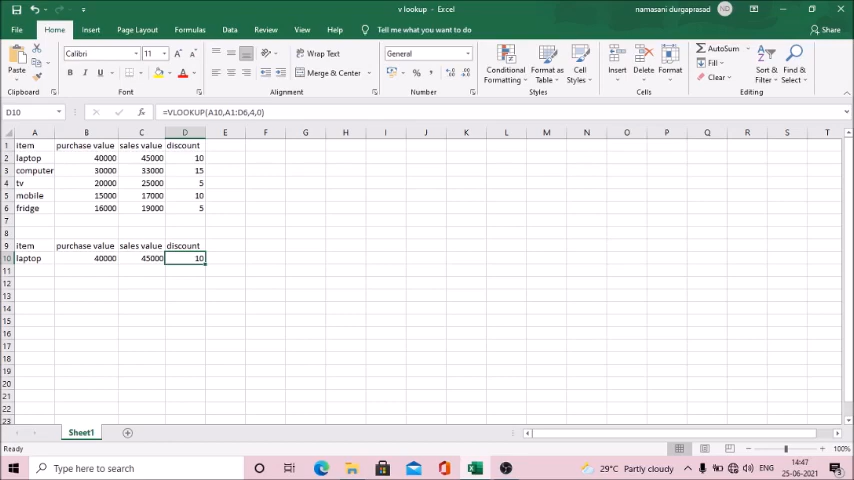 v lookup - Excel
namasani durgaprasad
ND
File Home Insert Page Layout Formulas Data Review View Help Tell me what you want to do Share
Paste
Clipboard
Calibri 11
B I U
Font
Wrap Text
Merge & Center
Alignment
General
Number
Conditional Formatting
Format as Table
Cell Styles
Styles
Insert Delete Format
Cells
AutoSum
Fill
Clear
Sort & Filter
Find & Select
Editing
D10 fx =VLOOKUP(A10,A1:D6,4,0)
A B C D E F G H I J K L M N O P Q R S T
1 item purchase value sales value discount
2 laptop 40000 45000 10
3 computer 30000 33000 15
4 tv 20000 25000 5
5 mobile 15000 17000 10
6 fridge 16000 19000 5
7
8
9 item purchase value sales value discount
10 laptop 40000 45000 10
11
12
13
14
15
16
17
18
19
20
21
22
23
Sheet1
Ready
100%
Type here to search
29°C Partly cloudy
ENG
14:47
25-06-2021
3